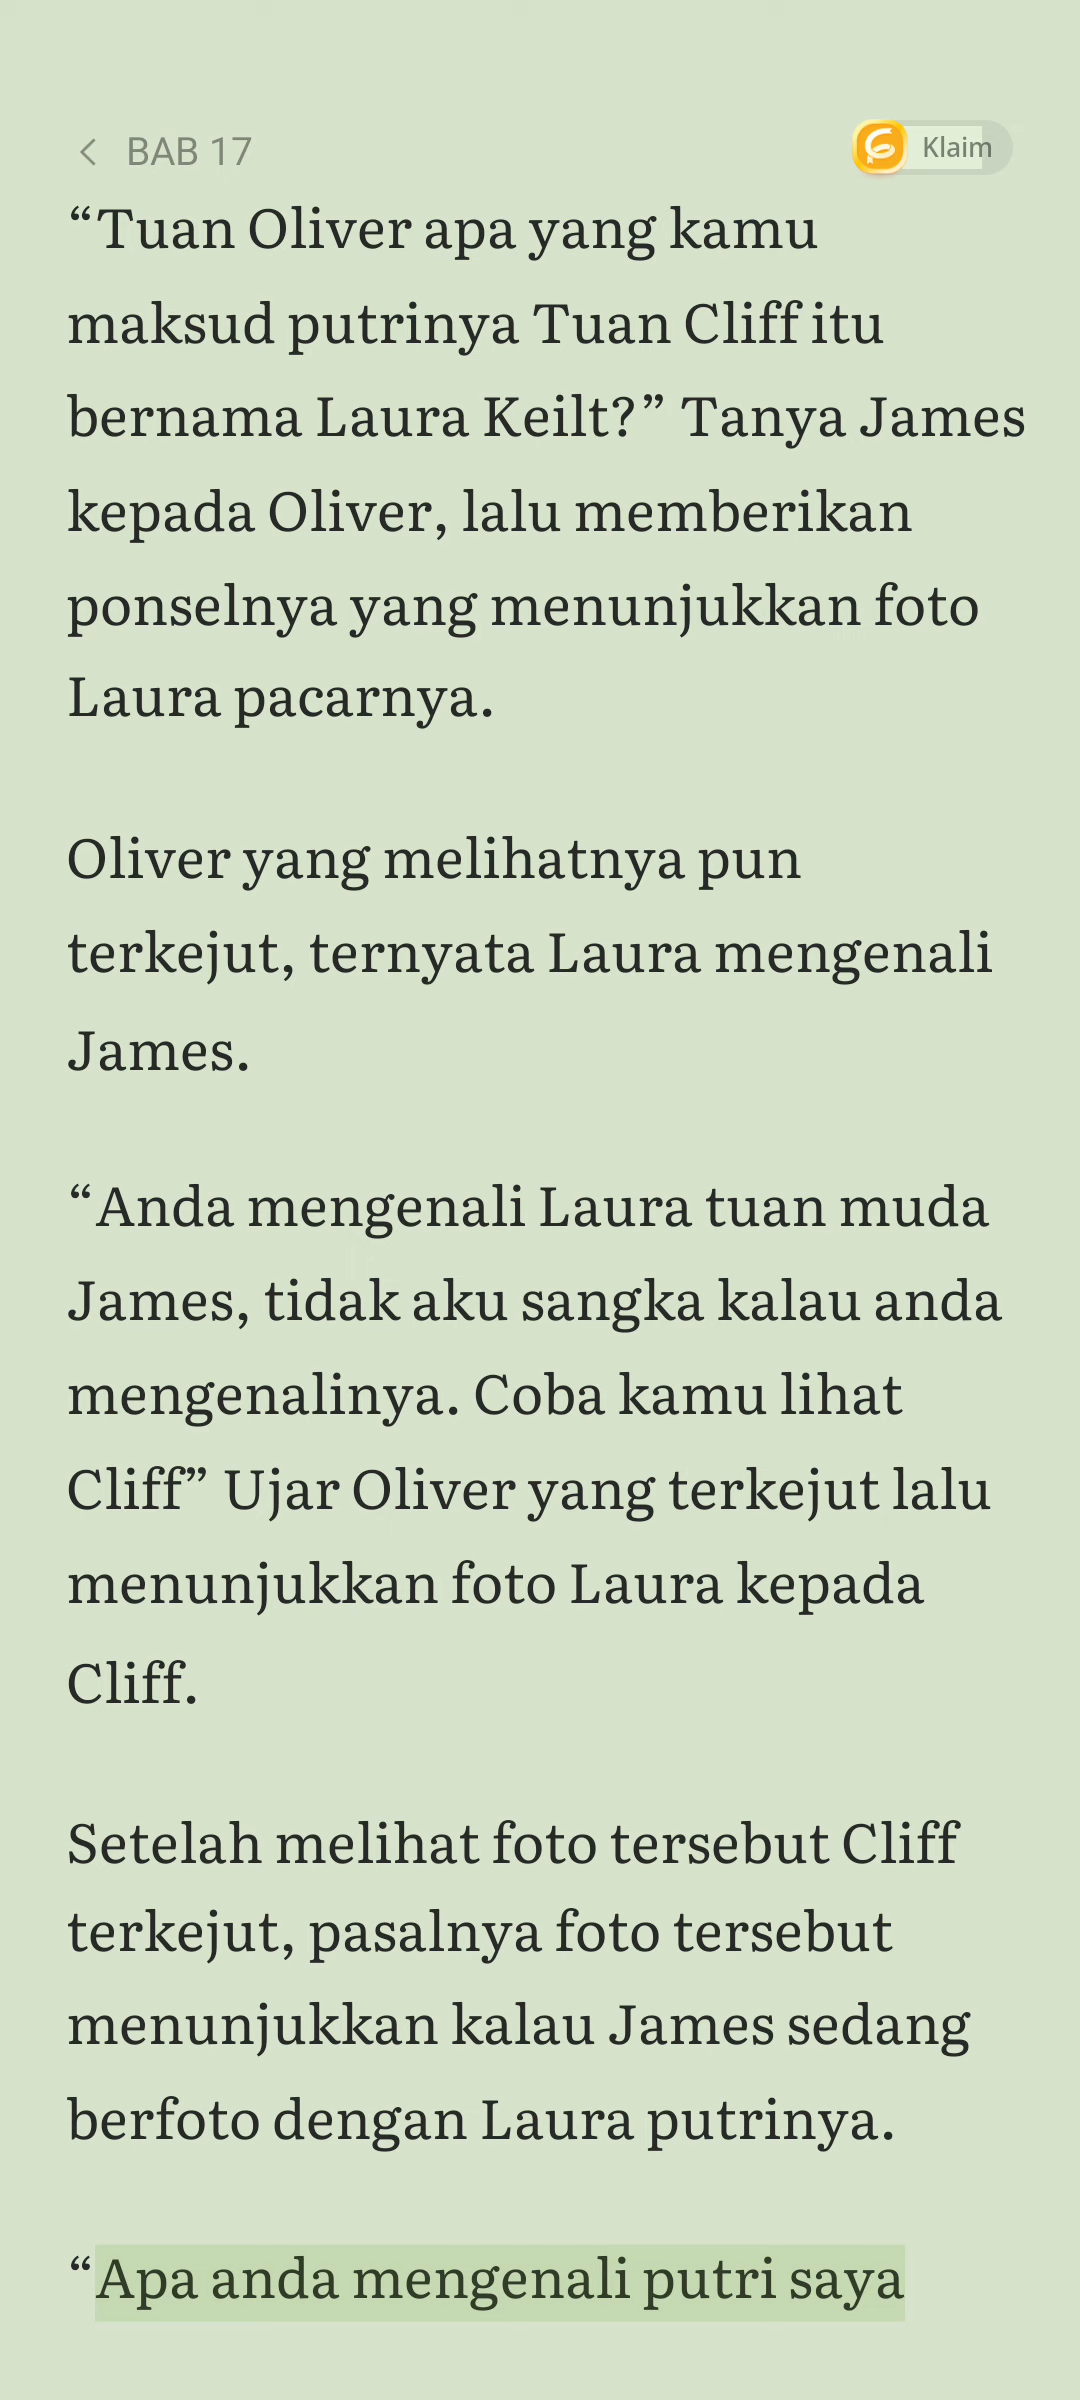 BAB 17
Klaim
“Tuan Oliver apa yang kamu
maksud putrinya Tuan Cliff itu
bernama Laura Keilt?” Tanya James
kepada Oliver, lalu memberikan
ponselnya yang menunjukkan foto
Laura pacarnya.
Oliver yang melihatnya pun
terkejut, ternyata Laura mengenali
James.
“Anda mengenali Laura tuan muda
James, tidak aku sangka kalau anda
mengenalinya. Coba kamu lihat
Cliff” Ujar Oliver yang terkejut lalu
menunjukkan foto Laura kepada
Cliff.
Setelah melihat foto tersebut Cliff
terkejut, pasalnya foto tersebut
menunjukkan kalau James sedang
berfoto dengan Laura putrinya.
“Apa anda mengenali putri saya